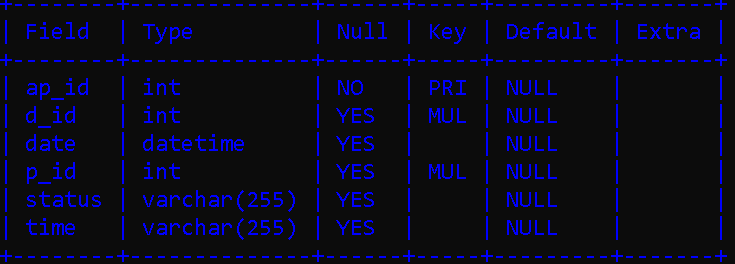 +--------+--------------+------+-----+---------+-------+
| Field  | Type         | Null | Key | Default | Extra |
+--------+--------------+------+-----+---------+-------+
| ap_id  | int          | NO   | PRI | NULL    |       |
| d_id   | int          | YES  | MUL | NULL    |       |
| date   | datetime     | YES  |     | NULL    |       |
| p_id   | int          | YES  | MUL | NULL    |       |
| status | varchar(255) | YES  |     | NULL    |       |
| time   | varchar(255) | YES  |     | NULL    |       |
+--------+--------------+------+-----+---------+-------+